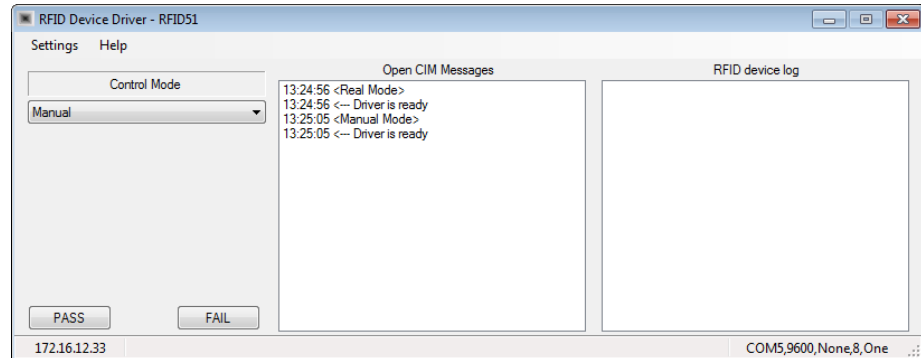 RFID Device Driver - RFID51
Settings Help
Control Mode
Manual
PASS FAIL
Open CIM Messages
13:24:56 <Real Mode>
13:24:56 <--- Driver is ready
13:25:05 <Manual Mode>
13:25:05 <--- Driver is ready
RFID device log
172.16.12.33
COM5,9600,None,8,One